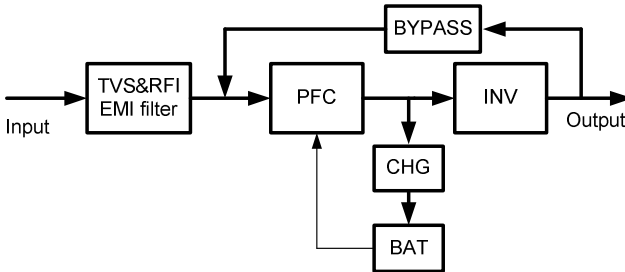 BYPASS
TVS&RFI
EMI filter
PFC
INV
Input
Output
CHG
BAT